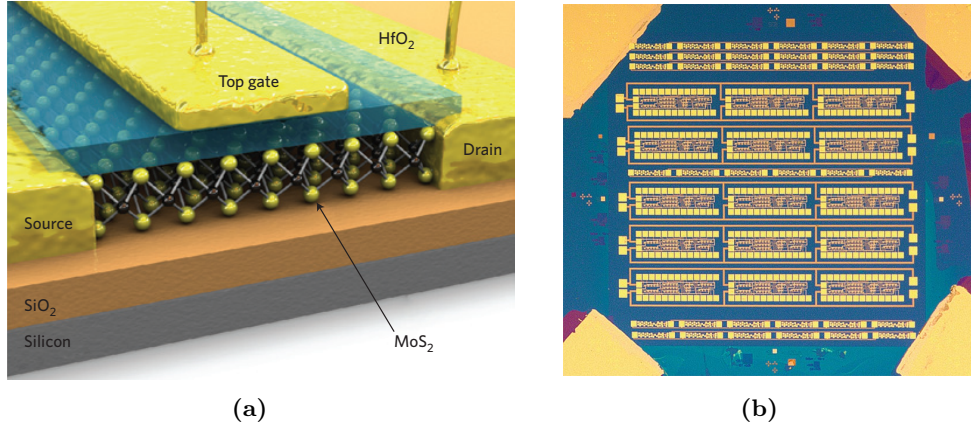 HfO2
Top gate
Drain
Source
SiO2
MoS2
Silicon
(a)
(b)